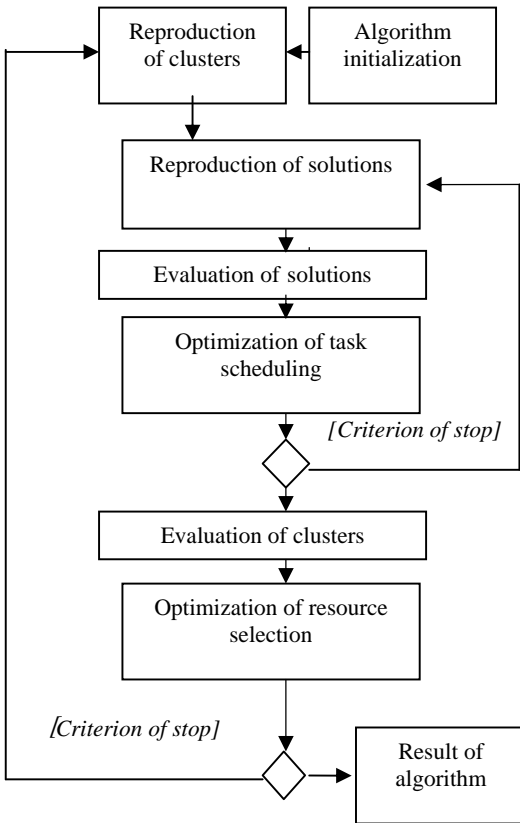 Reproduction
of clusters
Algorithm
initialization
Reproduction of solutions
Evaluation of solutions
Optimization of task
scheduling
[Criterion of stop]
Evaluation of clusters
Optimization of resource
selection
[Criterion of stop]
Result of
algorithm